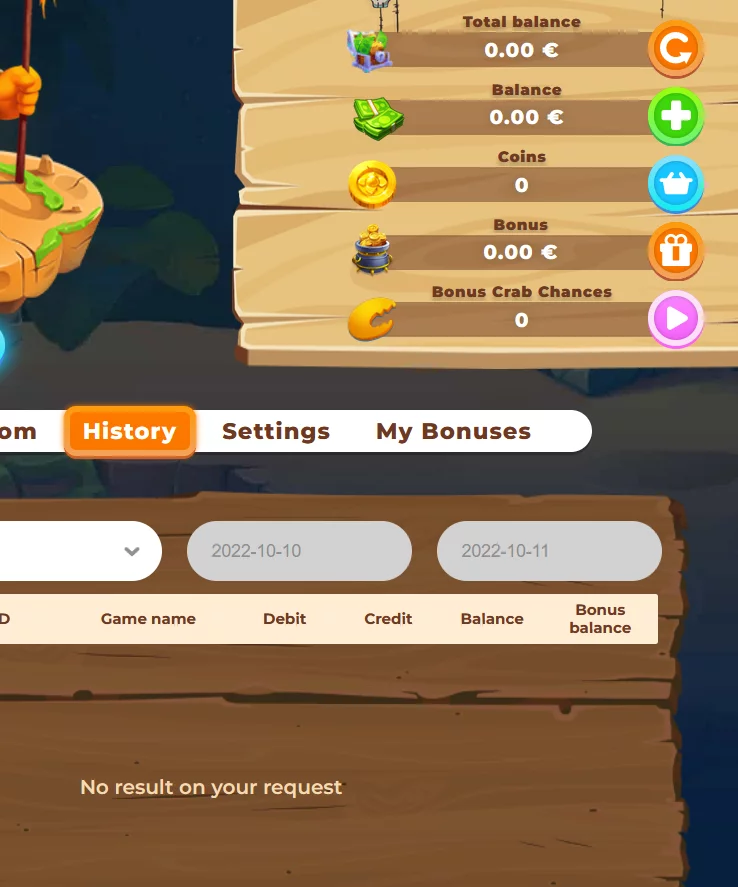 Total balance
0.00 €
Balance
0.00 €
Coins
0
Bonus
0.00 €
Bonus Crab Chances
0
om History Settings My Bonuses
2022-10-10 2022-10-11
D Game name Debit Credit Balance Bonus
balance
No result on your request